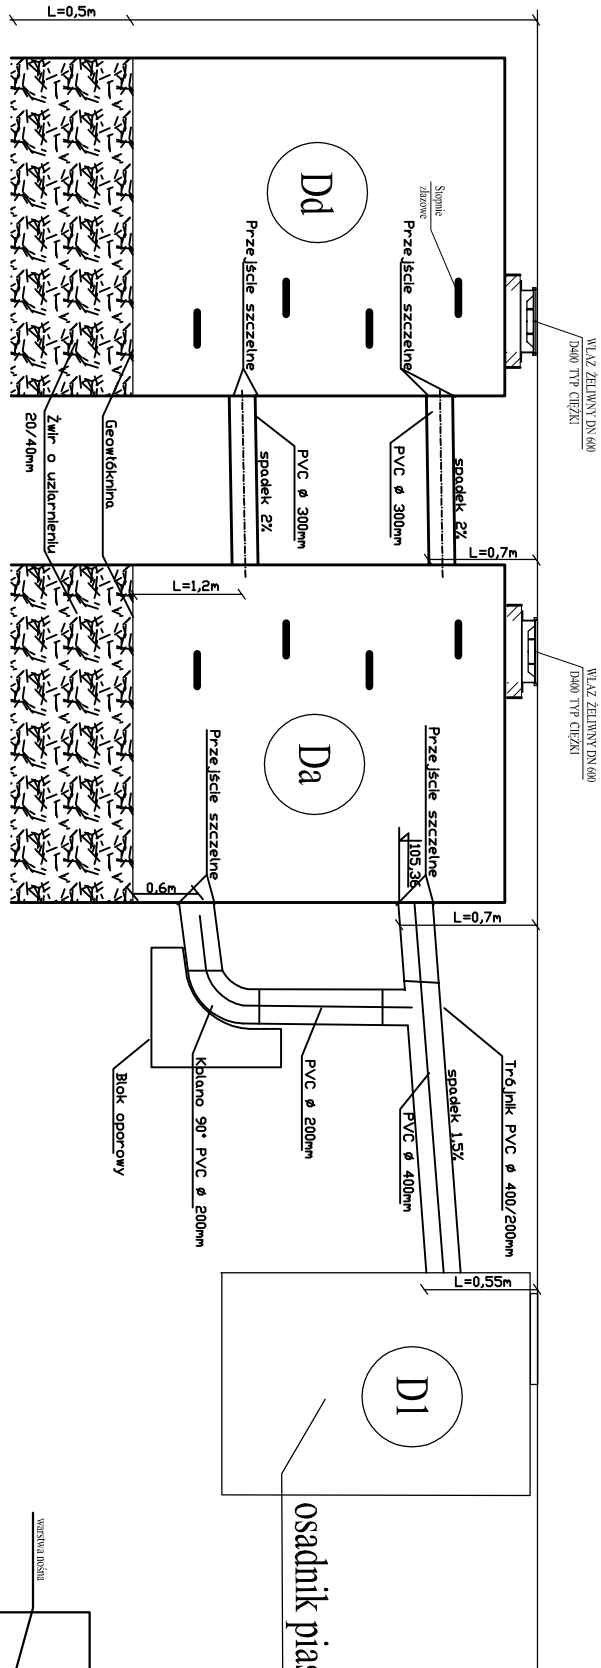 L=0,5m
WŁAZ ŻELIWNY DN 600
D400 TYP CIĘŻKI
Stopnie
złazowe
Dd
Przejście szczelne
Przejście szczelne
spadek 2%
PVC ø 300mm
PVC ø 300mm
spadek 2%
Geowłóknina
Żwir o uziarnieniu
20/40mm
L=0,7m
L=1,2m
WŁAZ ŻELIWNY DN 600
D400 TYP CIĘŻKI
Da
Przejście szczelne
Przejście szczelne
105,36
0.6m
L=0,7m
Trójnik PVC ø 400/200mm
spadek 1,5%
PVC ø 400mm
PVC ø 200mm
Kolano 90° PVC ø 200mm
Blok oporowy
L=0,55m
D1
osadnik pias
warstwa nośna